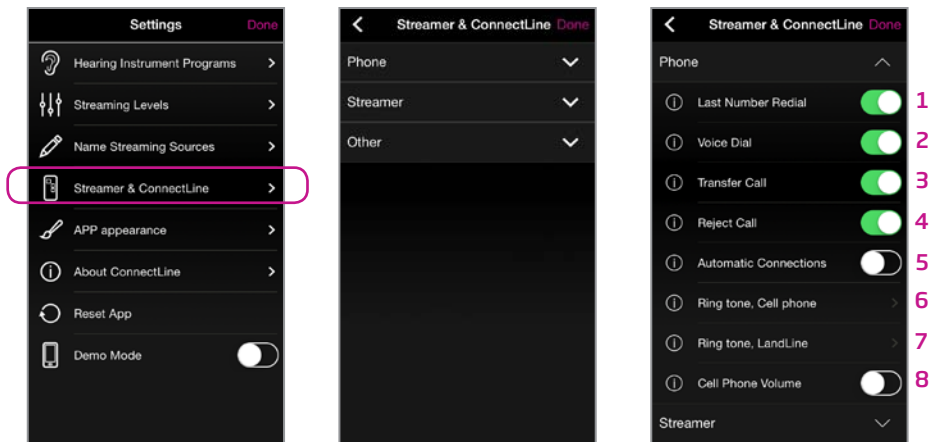 Settings Done
Hearing Instrument Programs
Streaming Levels
Name Streaming Sources
Streamer & ConnectLine
APP appearance
About ConnectLine
Reset App
Demo Mode
Streamer & ConnectLine Done
Phone
Streamer
Other
Streamer & ConnectLine Done
Phone
Last Number Redial 1
Voice Dial 2
Transfer Call 3
Reject Call 4
Automatic Connections 5
Ring tone, Cell phone 6
Ring tone, LandLine 7
Cell Phone Volume 8
Streamer